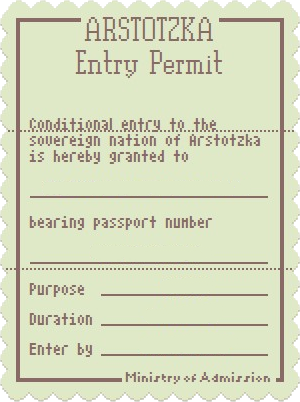 ARSTOTZKA
Entry Permit
Conditional entry to the
sovereign nation of Arstotzka
is hereby granted to
bearing passport number
Purpose
Duration
Enter by
Ministry of Admission